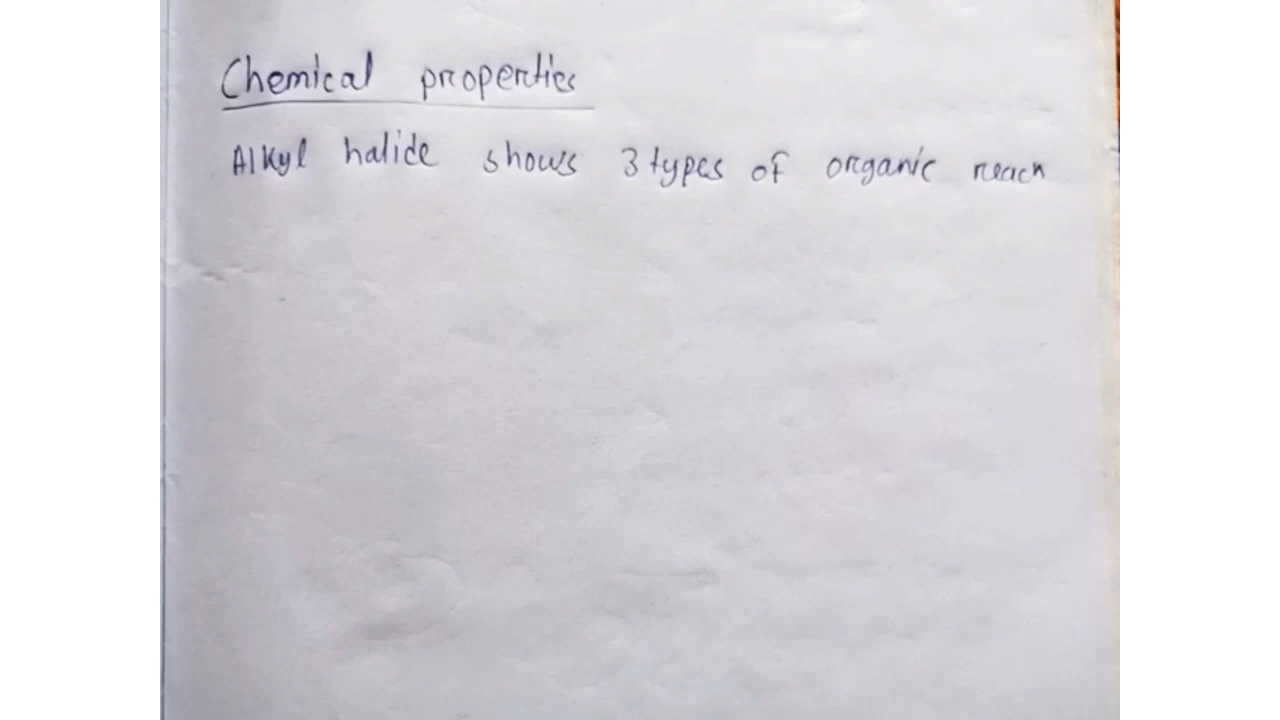 Chemical properties
Alkyl halide shows 3 types of organic reacn